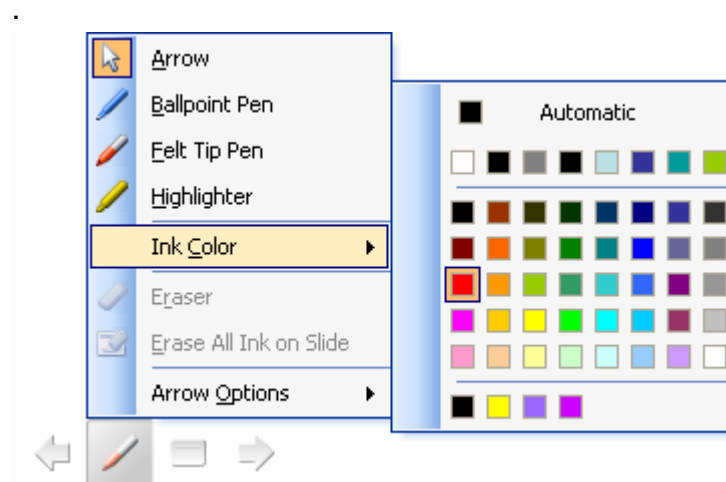 .
Arrow
Ballpoint Pen
Felt Tip Pen
Highlighter
Ink Color
Eraser
Erase All Ink on Slide
Arrow Options
Automatic